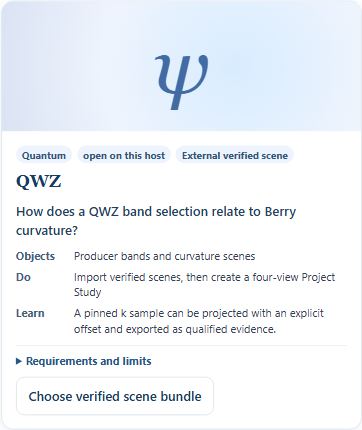 ψ
Quantum open on this host External verified scene
QWZ
How does a QWZ band selection relate to Berry
curvature?
Objects Producer bands and curvature scenes
Do Import verified scenes, then create a four-view Project
Study
Learn A pinned k sample can be projected with an explicit
offset and exported as qualified evidence.
▶ Requirements and limits
Choose verified scene bundle